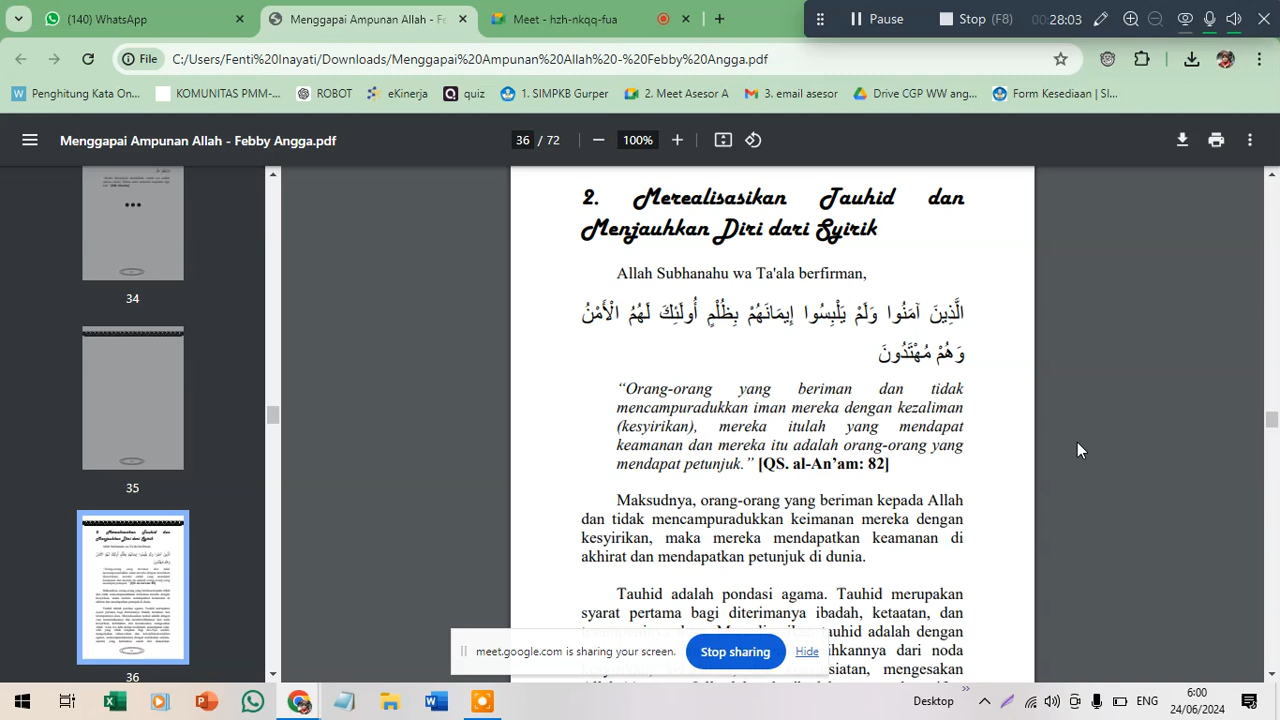 (140) WhatsApp
Menggapai Ampunan Allah - Fe
Meet - hzh-nkqq-fua
Pause
Stop (F8)
00:28:03
File
C:/Users/Fenti%20Inayati/Downloads/Menggapai%20Ampunan%20Allah%20-%20Febby%20Angga.pdf
Penghitung Kata On...
KOMUNITAS PMM-...
ROBOT
eKinerja
quiz
1. SIMPKB Gurper
2. Meet Asesor A
3. email asesor
Drive CGP WW ang...
Form Kesediaan | SI...
Menggapai Ampunan Allah - Febby Angga.pdf
36 / 72
100%
34
35
36
2. Merealisasikan Tauhid dan
Menjauhkan Diri dari Syirik
Allah Subhanahu wa Ta'ala berfirman,
الَّذِينَ آمَنُوا وَلَمْ يَلْبِسُوا إِيمَانَهُمْ بِظُلْمٍ أُولَئِكَ لَهُمُ الْأَمْنُ
وَهُمْ مُهْتَدُونَ
“Orang-orang yang beriman dan tidak
mencampuradukkan iman mereka dengan kezaliman
(kesyirikan), mereka itulah yang mendapat
keamanan dan mereka itu adalah orang-orang yang
mendapat petunjuk.” [QS. al-An’am: 82]
Maksudnya, orang-orang yang beriman kepada Allah
dan tidak mencampuradukkan keimanan mereka dengan
kesyirikan, maka mereka mendapatkan keamanan di
akhirat dan mendapatkan petunjuk di dunia.
Tauhid adalah pondasi agama. Tauhid merupakan
syarat pertama bagi diterimanya ibadah, ketaatan, dan
tauhid adalah dengan
ihkannya dari noda
siatan, mengesakan
meet.google.com is sharing your screen.
Stop sharing
Hide
Desktop
ENG
6:00
24/06/2024